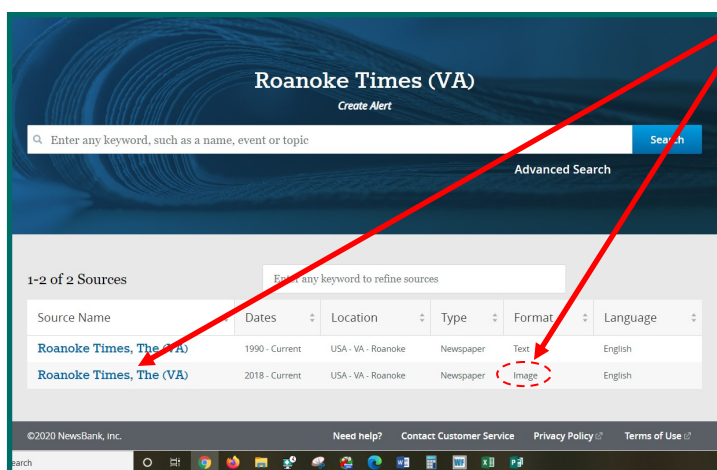 Roanoke Times (VA)
Create Alert
Enter any keyword, such as a name, event or topic
Search
Advanced Search
1-2 of 2 Sources
Enter any keyword to refine sources
Source Name Dates Location Type Format Language
Roanoke Times, The (VA) 1990 - Current USA - VA - Roanoke Newspaper Text English
Roanoke Times, The (VA) 2018 - Current USA - VA - Roanoke Newspaper Image English
©2020 NewsBank, inc. Need help? Contact Customer Service Privacy Policy Terms of Use
earch